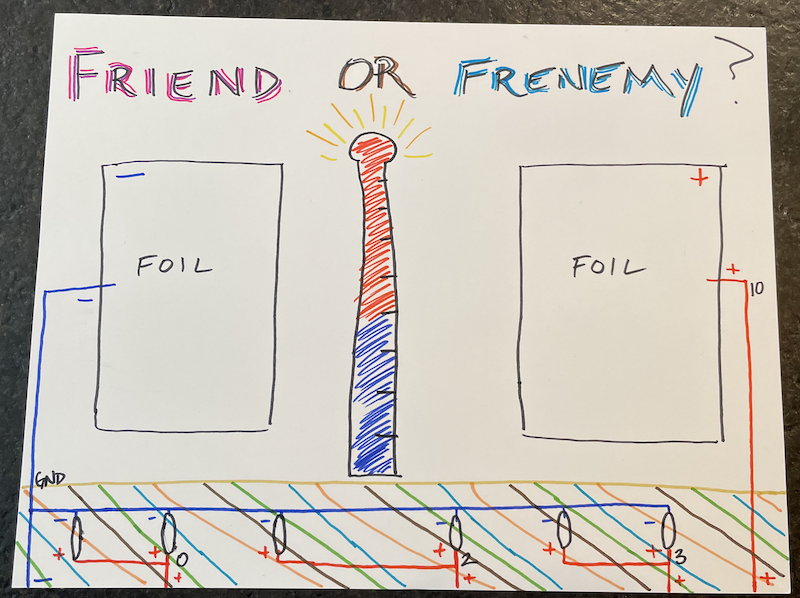 FRIEND OR FRENEMY?
- +
FOIL FOIL
+
- 10
GND
- - - - - -
+ + 0 + 2 + 3
- + + + +